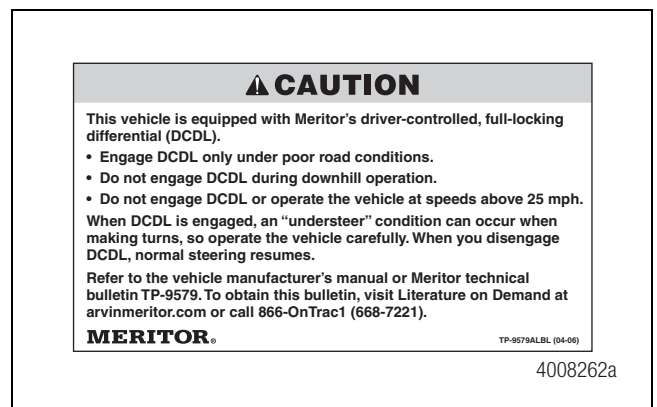 CAUTION
This vehicle is equipped with Meritor's driver-controlled, full-locking
differential (DCDL).
• Engage DCDL only under poor road conditions.
• Do not engage DCDL during downhill operation.
• Do not engage DCDL or operate the vehicle at speeds above 25 mph.
When DCDL is engaged, an “understeer” condition can occur when
making turns, so operate the vehicle carefully. When you disengage
DCDL, normal steering resumes.
Refer to the vehicle manufacturer's manual or Meritor technical
bulletin TP-9579. To obtain this bulletin, visit Literature on Demand at
arvinmeritor.com or call 866-OnTrac1 (668-7221).
MERITOR®
TP-9579ALBL (04-06)
4008262a